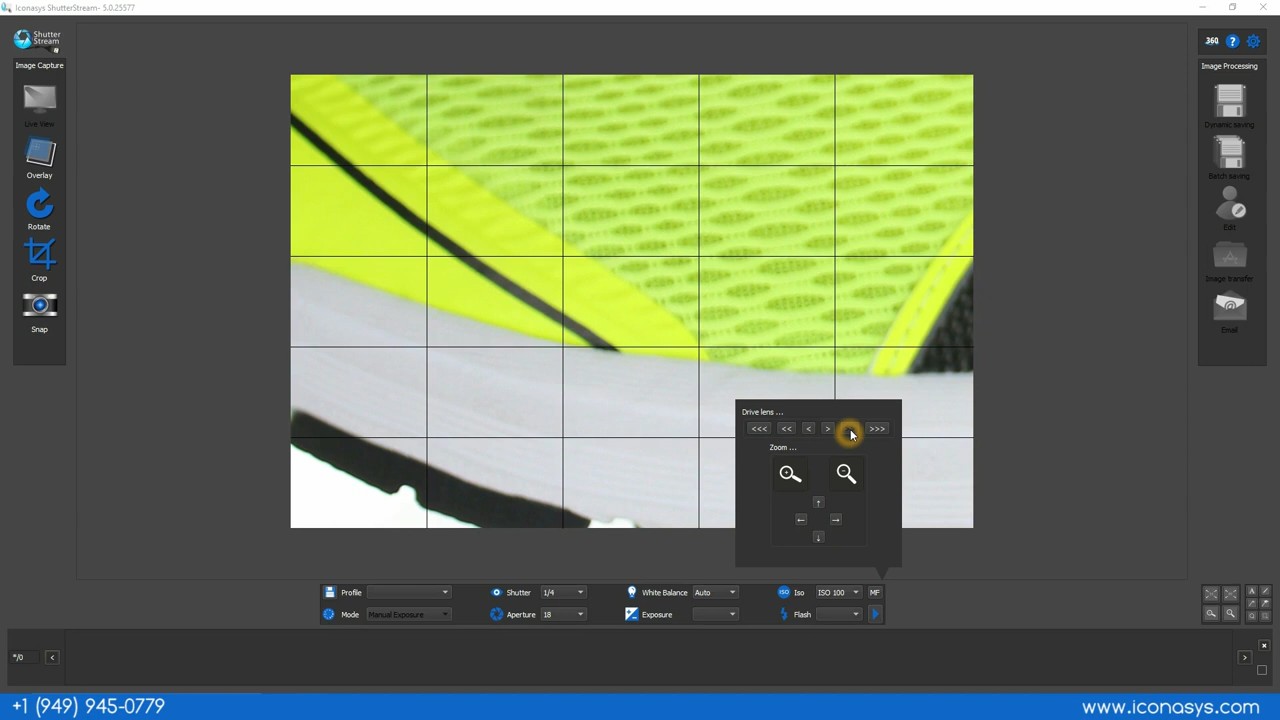 Iconasys ShutterStream- 5.0.25577
Shutter
Stream
Image Capture
Live View
Overlay
Rotate
Crop
Snap
360
?
Image Processing
Dynamic saving
Batch saving
Edit
Image transfer
Email
Drive lens ...
<<< << < > >>>
Zoom ...
↑
← →
↓
Profile Shutter 1/4 White Balance Auto ISO Iso ISO 100 MF
Mode Manual Exposure Aperture 18 Exposure Flash
A
*/0 < > x
+1 (949) 945-0779 www.iconasys.com